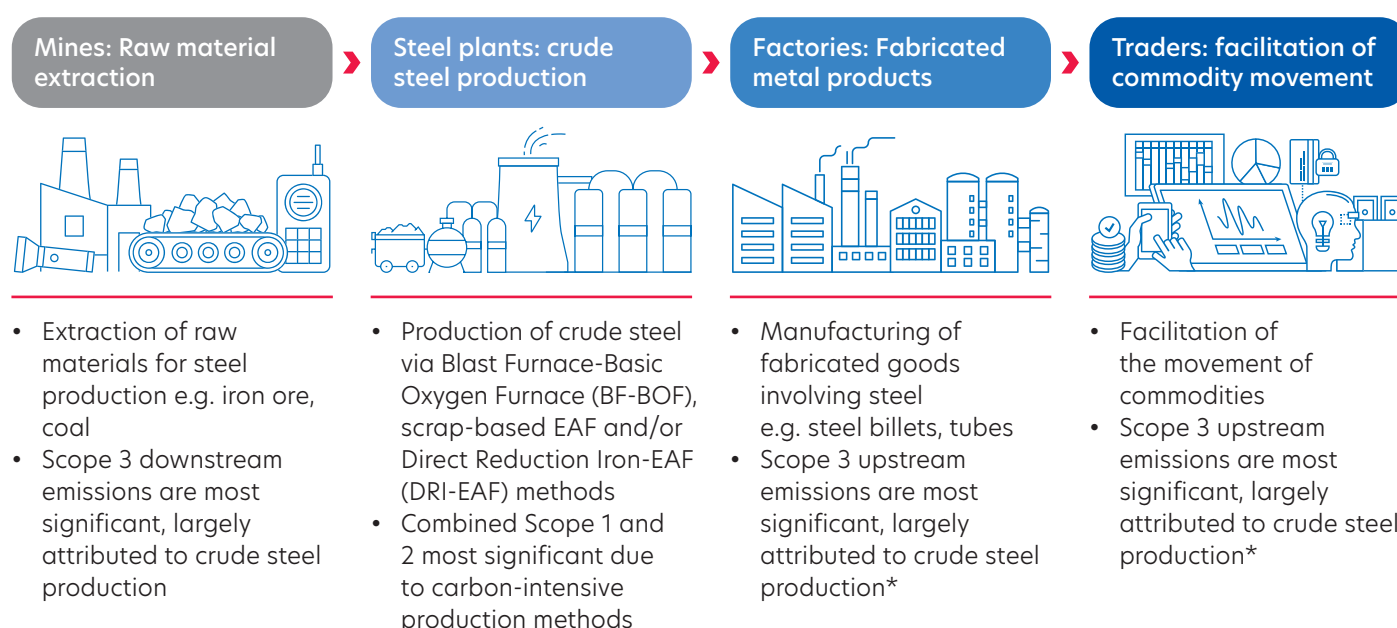 Mines: Raw material
extraction
Steel plants: crude
steel production
Factories: Fabricated
metal products
Traders: facilitation of
commodity movement
• Extraction of raw
materials for steel
production e.g. iron ore,
coal
• Scope 3 downstream
emissions are most
significant, largely
attributed to crude steel
production
• Production of crude steel
via Blast Furnace-Basic
Oxygen Furnace (BF-BOF),
scrap-based EAF and/or
Direct Reduction Iron-EAF
(DRI-EAF) methods
• Combined Scope 1 and
2 most significant due
to carbon-intensive
production methods
• Manufacturing of
fabricated goods
involving steel
e.g. steel billets, tubes
• Scope 3 upstream
emissions are most
significant, largely
attributed to crude steel
production*
• Facilitation of
the movement of
commodities
• Scope 3 upstream
emissions are most
significant, largely
attributed to crude steel
production*